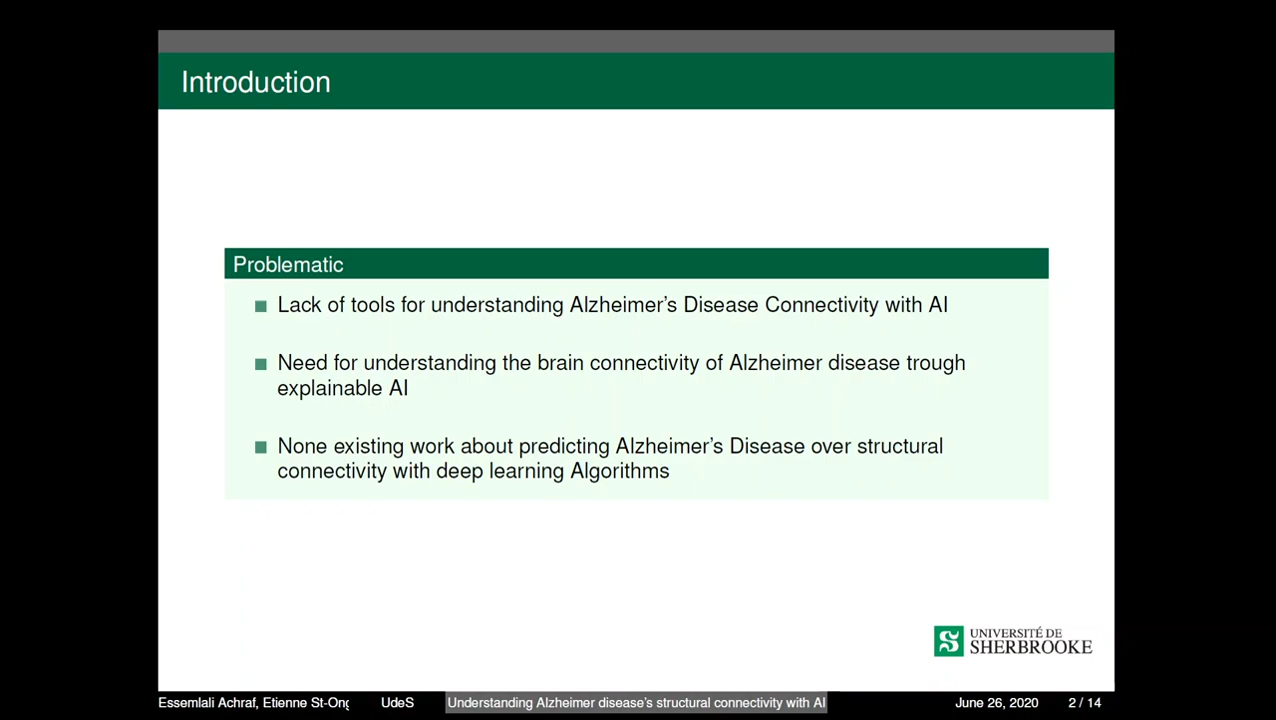 Introduction
Problematic
Lack of tools for understanding Alzheimer's Disease Connectivity with AI
Need for understanding the brain connectivity of Alzheimer disease trough
explainable AI
None existing work about predicting Alzheimer's Disease over structural
connectivity with deep learning Algorithms
UNIVERSITÉ DE
SHERBROOKE
Essemlali Achraf, Etienne St-Ong UdeS Understanding Alzheimer disease's structural connectivity with AI June 26, 2020 2 / 14